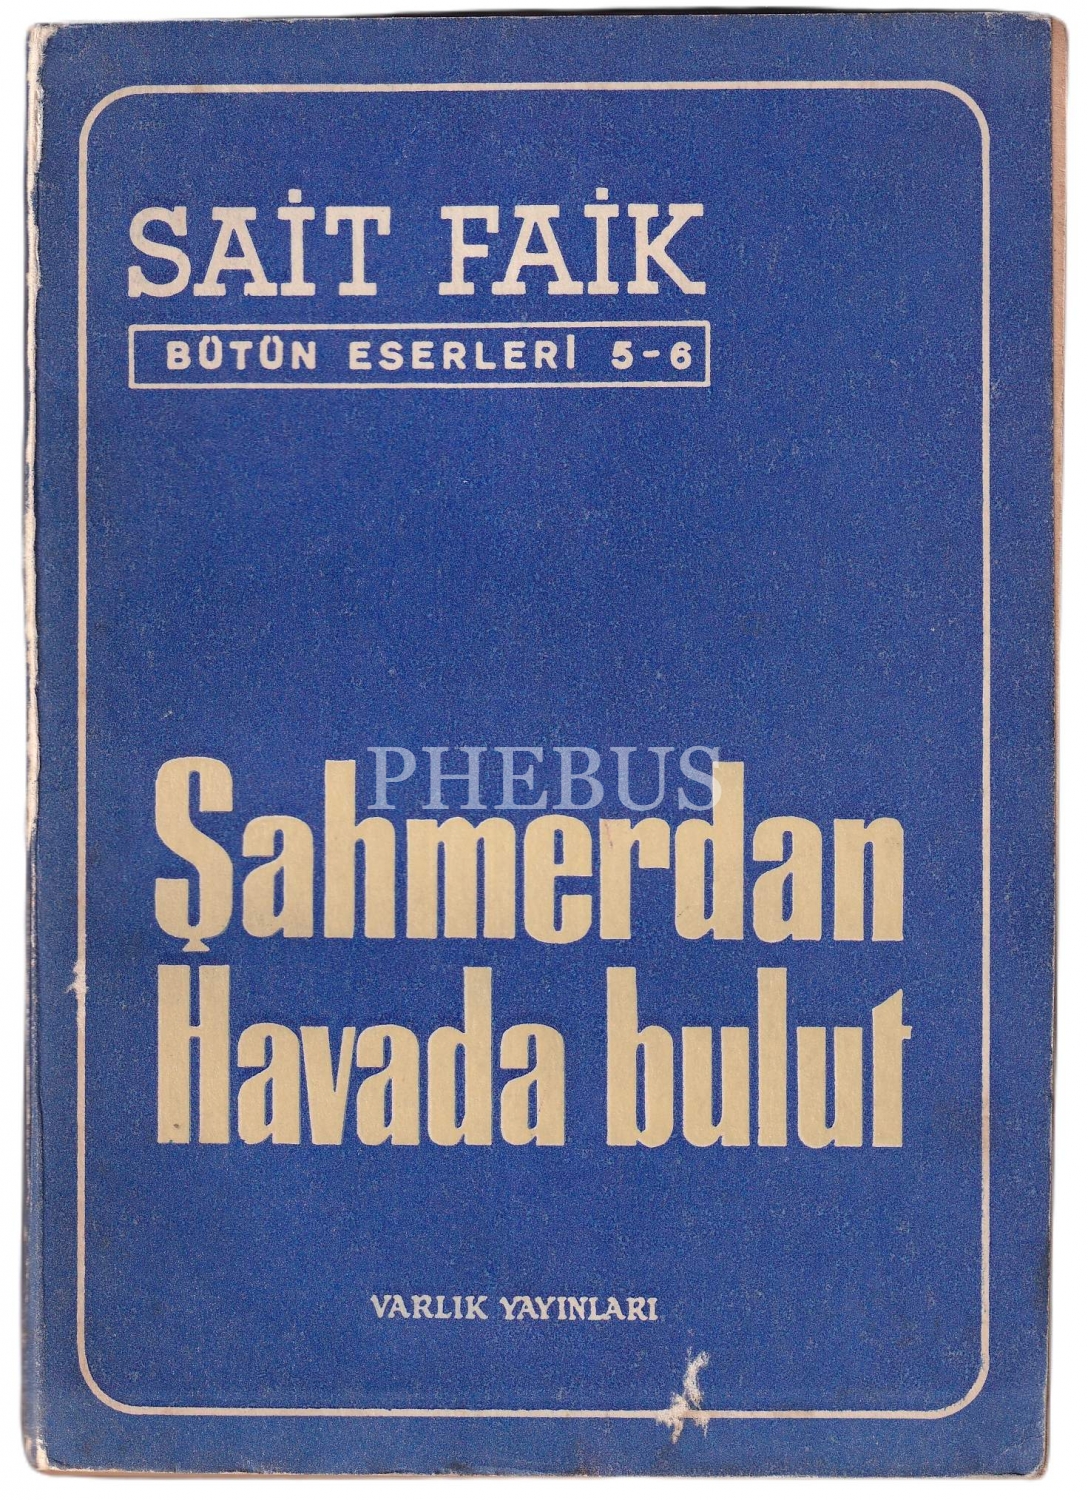 SAİT FAİK
BÜTÜN ESERLERİ 5-6
PHEBUS
Şahmerdan
Havada bulut
VARLIK YAYINLARI